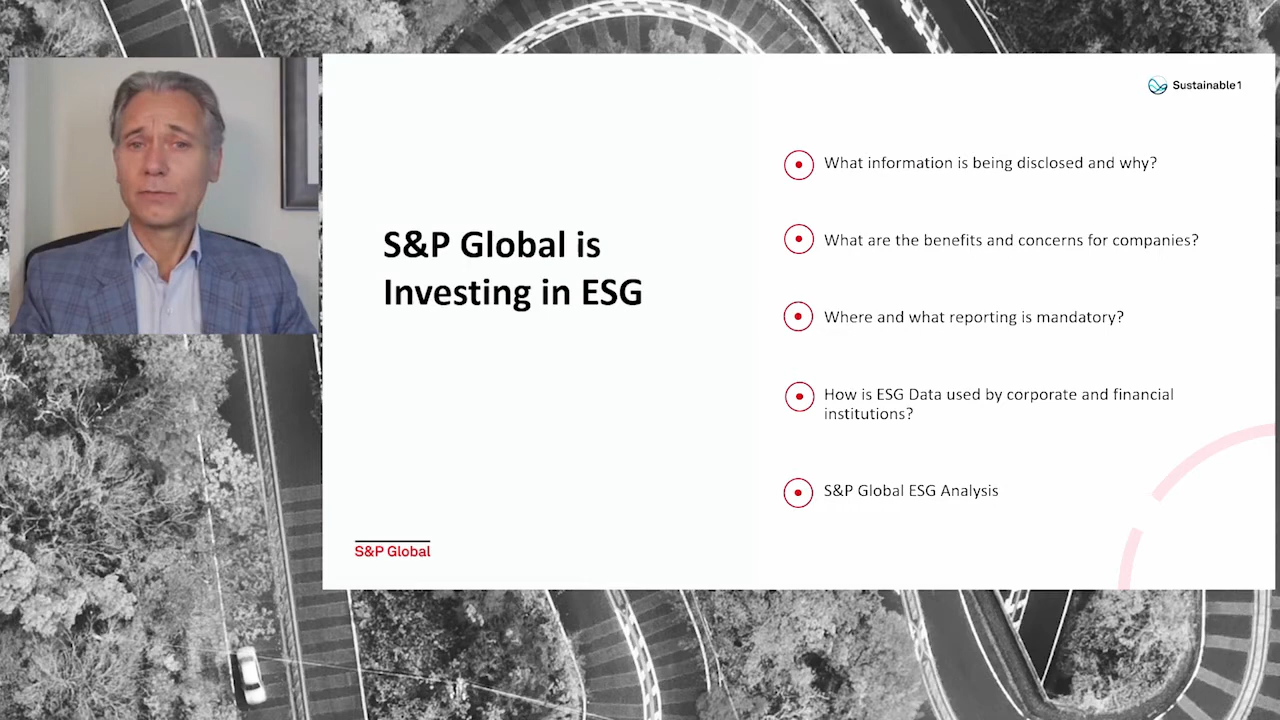 Sustainable1
S&P Global is
Investing in ESG
What information is being disclosed and why?
What are the benefits and concerns for companies?
Where and what reporting is mandatory?
How is ESG Data used by corporate and financial
institutions?
S&P Global ESG Analysis
S&P Global